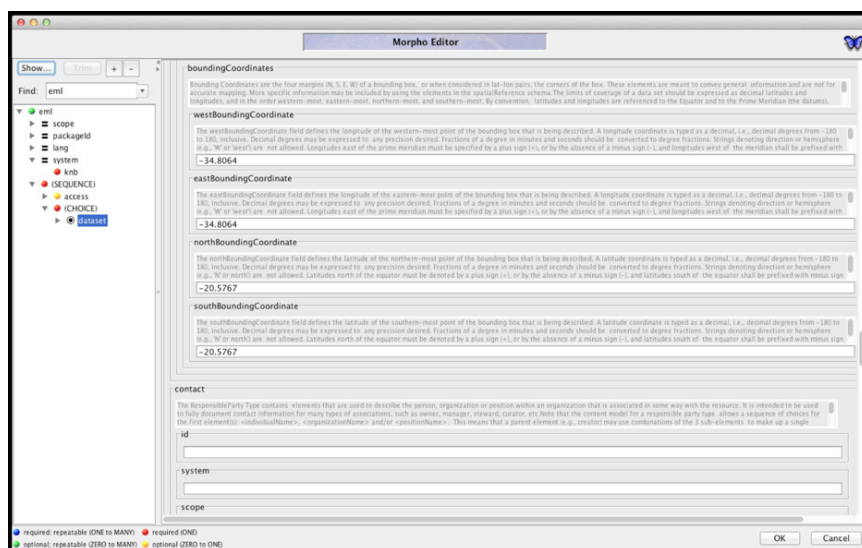 Morpho Editor
Show...
Trim
+
-
Find:
eml
eml
scope
packageId
lang
system
knb
(SEQUENCE)
access
(CHOICE)
dataset
boundingCoordinates
Bounding Coordinates are the four margins (N, S, E, W) of a bounding box, or when considered in lat-lon pairs, the corners of the box. These elements are meant to convey general information and are not for
accurate mapping. More specific information may be included by using the elements in the spatialReference schema.The limits of coverage of a data set should be expressed as decimal latitudes and
longitudes, and in the order western-most, eastern-most, northern-most, and southern-most. By convention, latitudes and longitudes are referenced to the Equator and to the Prime Meridian (the datums),
westBoundingCoordinate
The westBoundingCoordinate field defines the longitude of the western-most point of the bounding box that is being described. A longitude coordinate is typed as a decimal, i.e., decimal degrees from -180
to 180, inclusive. Decimal degrees may be expressed to any precision desired. Fractions of a degree in minutes and seconds should be converted to degree fractions. Strings denoting direction or hemisphere
(e.g., 'W' or 'west') are not allowed. Longitudes east of the prime meridian must be specified by a plus sign (+), or by the absence of a minus sign (-), and longitudes west of the meridian shall be prefixed with
-34.8064
eastBoundingCoordinate
The eastBoundingCoordinate field defines the longitude of the eastern-most point of the bounding box that is being described. A longitude coordinate is typed as a decimal, i.e., decimal degrees from -180
to 180, inclusive. Decimal degrees may be expressed to any precision desired. Fractions of a degree in minutes and seconds should be converted to degree fractions. Strings denoting direction or hemisphere
(e.g., 'W' or 'west') are not allowed. Longitudes east of the prime meridian must be specified by a plus sign (+), or by the absence of a minus sign (-), and longitudes west of the meridian shall be prefixed with
-34.8064
northBoundingCoordinate
The northBoundingCoordinate field defines the latitude of the northern-most point of the bounding box that is being described. A latitude coordinate is typed as a decimal, i.e., decimal degrees from -180 to
180, inclusive. Decimal degrees may be expressed to any precision desired. Fractions of a degree in minutes and seconds should be converted to degree fractions. Strings denoting direction or hemisphere
(e.g., 'N' or north') are not allowed. Latitudes north of the equator must be specified by a plus sign (+), or by the absence of a minus sign (-), and latitudes south of the equator shall be prefixed with minus sign
-20.5767
southBoundingCoordinate
The southBoundingCoordinate field defines the latitude of the southern-most point of the bounding box that is being described. A latitude coordinate is typed as a decimal, i.e., decimal degrees from -180 to
180, inclusive. Decimal degrees may be expressed to any precision desired. Fractions of a degree in minutes and seconds should be converted to degree fractions. Strings denoting direction or hemisphere
(e.g., 'N' or north') are not allowed. Latitudes north of the equator must be specified by a plus sign (+), or by the absence of a minus sign (-), and latitudes south of the equator shall be prefixed with minus sign
-20.5767
contact
The ResponsibleParty Type contains elements that are used to describe the person, organization or position within an organization that is associated in some way with the resource. It is intended to be used
to fully document contact information for many types of associations, such as owner, manager, steward, curator, etc.Note that the content model for a responsible party type allows a sequence of choices for
the first element(s): <individualName>, <organizationName> and/or <positionName>. This means that a parent element (e.g., creator) may use combinations of the 3 sub-elements to make up a single
id
system
scope
required; repeatable (ONE to MANY)
required (ONE)
optional; repeatable (ZERO to MANY)
optional (ZERO to ONE)
OK
Cancel